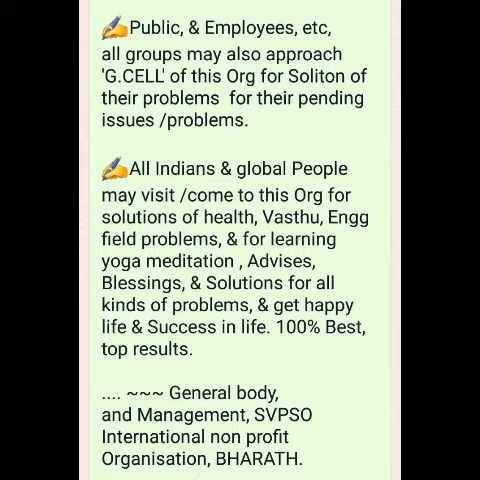 ✍Public, & Employees, etc,
all groups may also approach
'G.CELL' of this Org for Soliton of
their problems for their pending
issues /problems.
✍All Indians & global People
may visit /come to this Org for
solutions of health, Vasthu, Engg
field problems, & for learning
yoga meditation , Advises,
Blessings, & Solutions for all
kinds of problems, & get happy
life & Success in life. 100% Best,
top results.
.... ~~~ General body,
and Management, SVPSO
International non profit
Organisation, BHARATH.